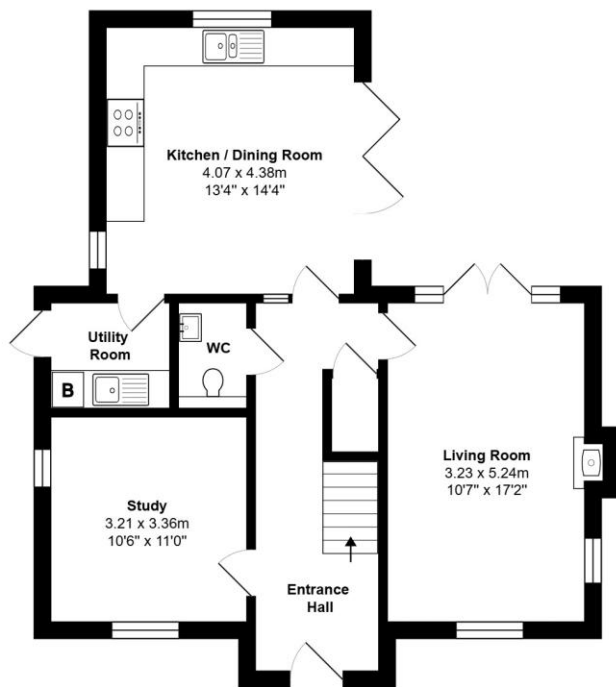 Kitchen / Dining Room
4.07 x 4.38m
13'4" x 14'4"
Utility
Room
WC
B
Living Room
3.23 x 5.24m
10'7" x 17'2"
Study
3.21 x 3.36m
10'6" x 11'0"
Entrance
Hall